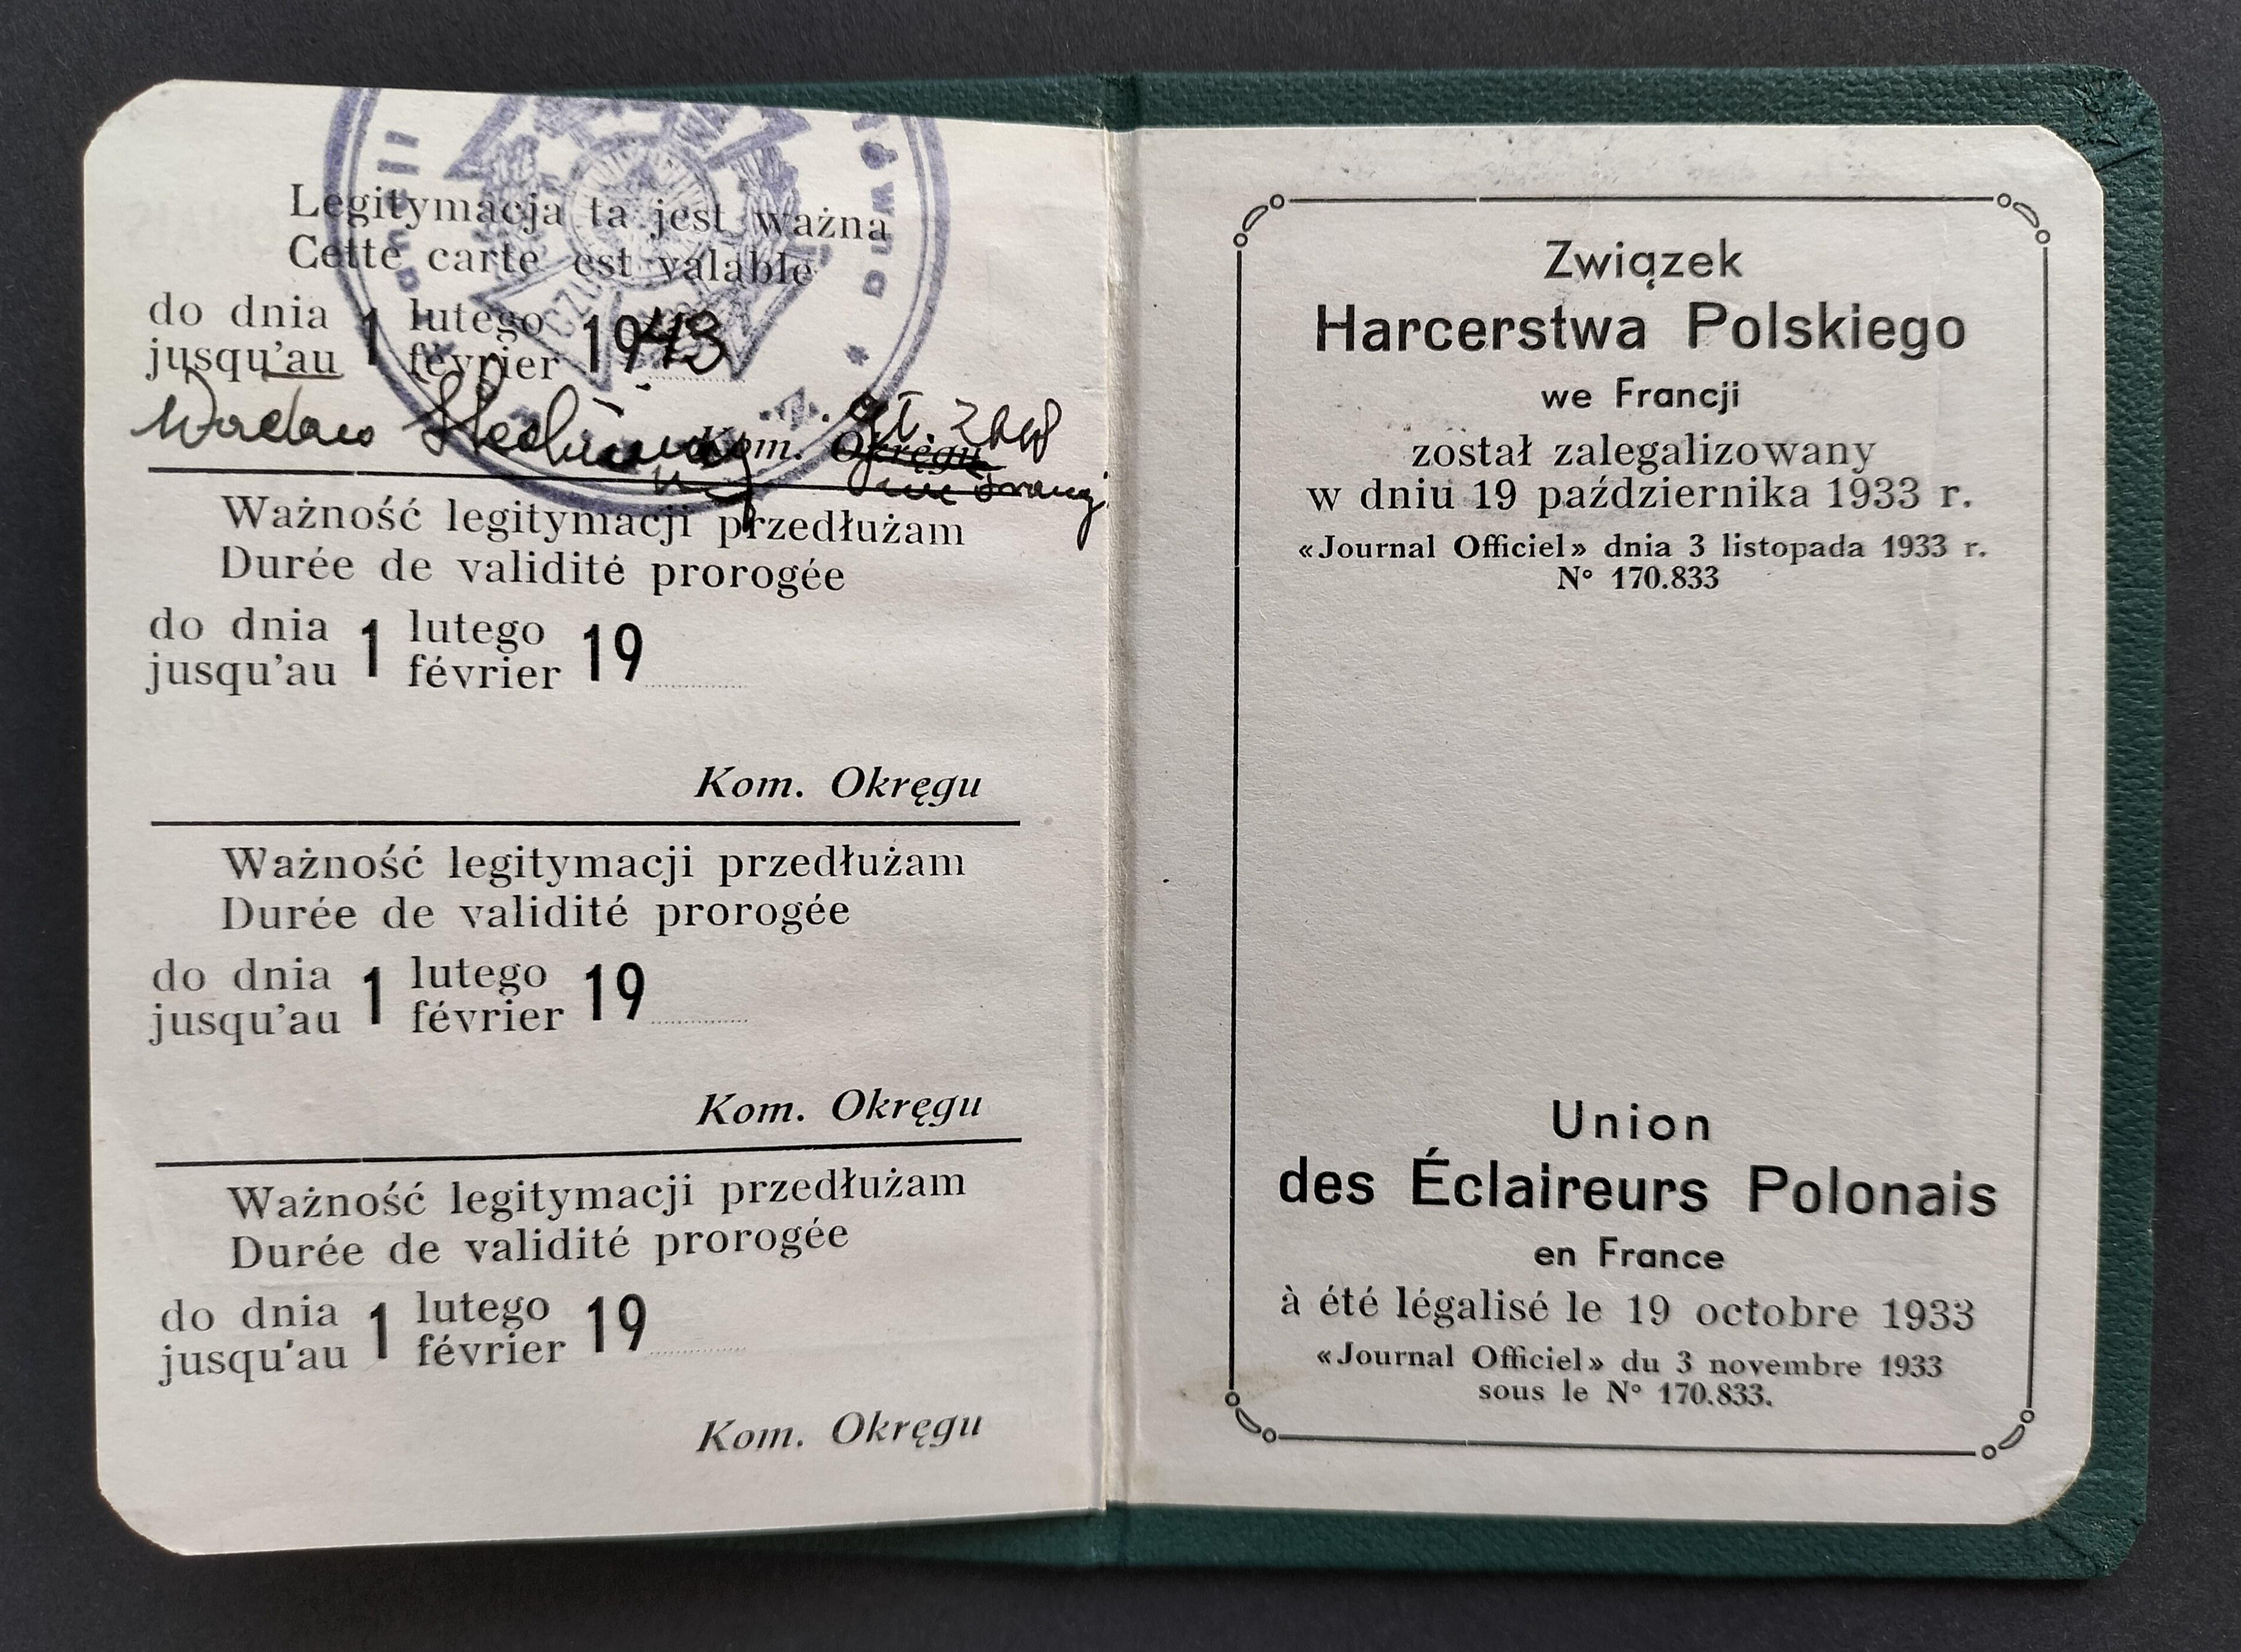 Legitymacja ta jest ważna
Cette carte est valable
do dnia 1 lutego 1943
jusqu'au février
Wacław
Kom. Okręgu
Ważność legitymacji przedłużam
Durée de validité prorogée
do dnia 1 lutego 19
jusqu'au février
Kom. Okręgu
Ważność legitymacji przedłużam
Durée de validité prorogée
do dnia 1 lutego 19
jusqu'au février
Kom. Okręgu
Ważność legitymacji przedłużam
Durée de validité prorogée
do dnia 1 lutego 19
jusqu'au février
Kom. Okręgu
Związek
Harcerstwa Polskiego
we Francji
został zalegalizowany
w dniu 19 października 1933 r.
«Journal Officiel» dnia 3 listopada 1933 r.
N° 170.833
Union
des Éclaireurs Polonais
en France
à été légalisé le 19 octobre 1933
«Journal Officiel» du 3 novembre 1933
sous le N° 170.833.